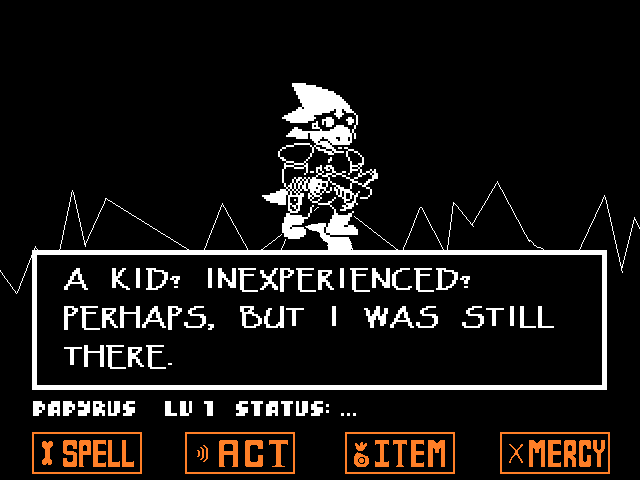 A KID? INEXPERIENCED?
PERHAPS, BUT I WAS STILL
THERE.
PAPYRUS LV 1 STATUS: ...
SPELL ACT ITEM MERCY